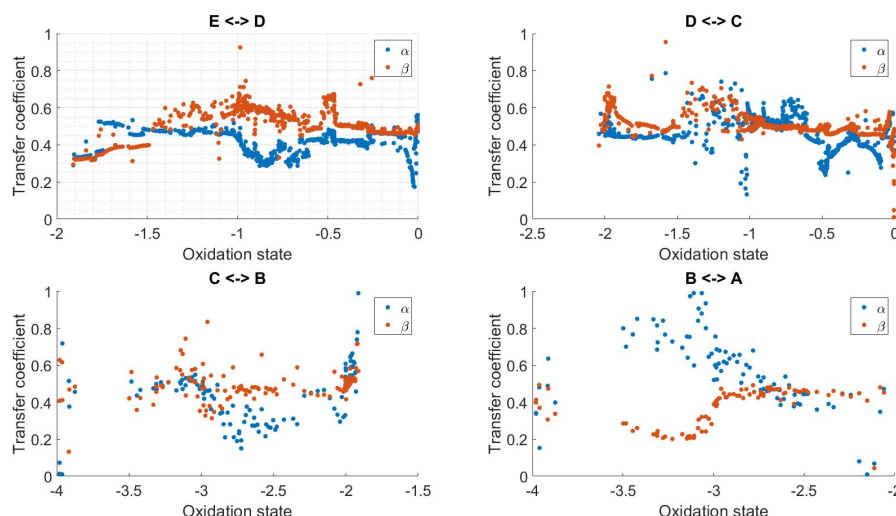 E <-> D
1
0.8
0.6
0.4
0.2
0
Transfer coefficient
α
β
-2 -1.5 -1 -0.5 0
Oxidation state
D <-> C
1
0.8
0.6
0.4
0.2
0
Transfer coefficient
α
β
-2.5 -2 -1.5 -1 -0.5 0
Oxidation state
C <-> B
1
0.8
0.6
0.4
0.2
0
Transfer coefficient
α
β
-4 -3.5 -3 -2.5 -2 -1.5
Oxidation state
B <-> A
1
0.8
0.6
0.4
0.2
0
Transfer coefficient
α
β
-4 -3.5 -3 -2.5 -2
Oxidation state